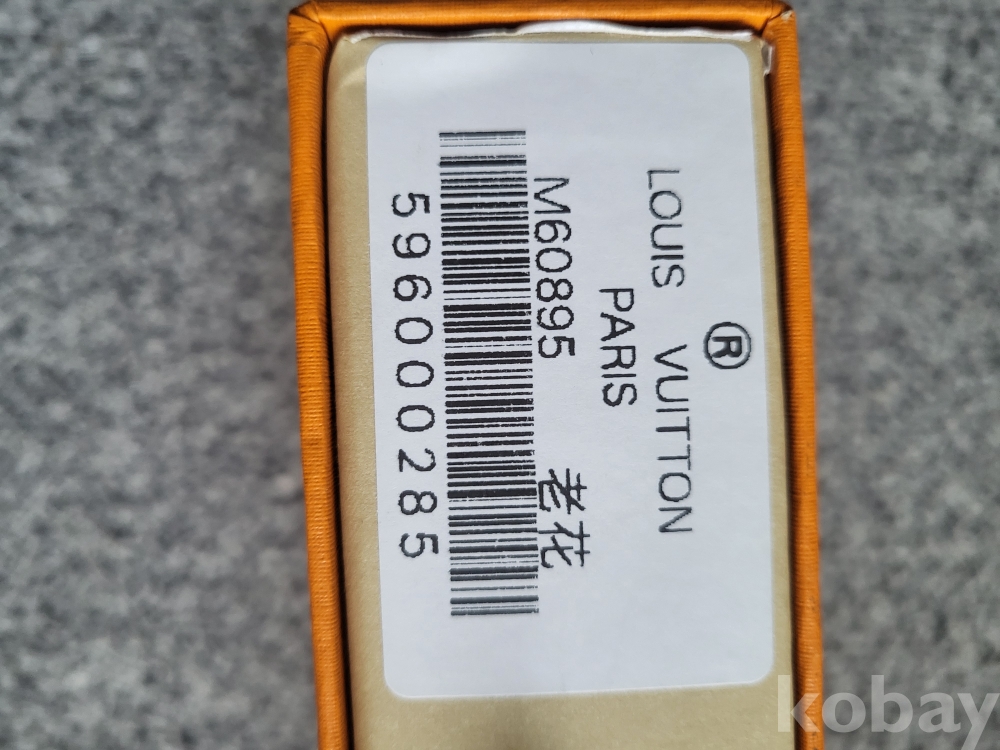 ®
LOUIS VUITTON
PARIS
M60895 老花
5960000285
kobay